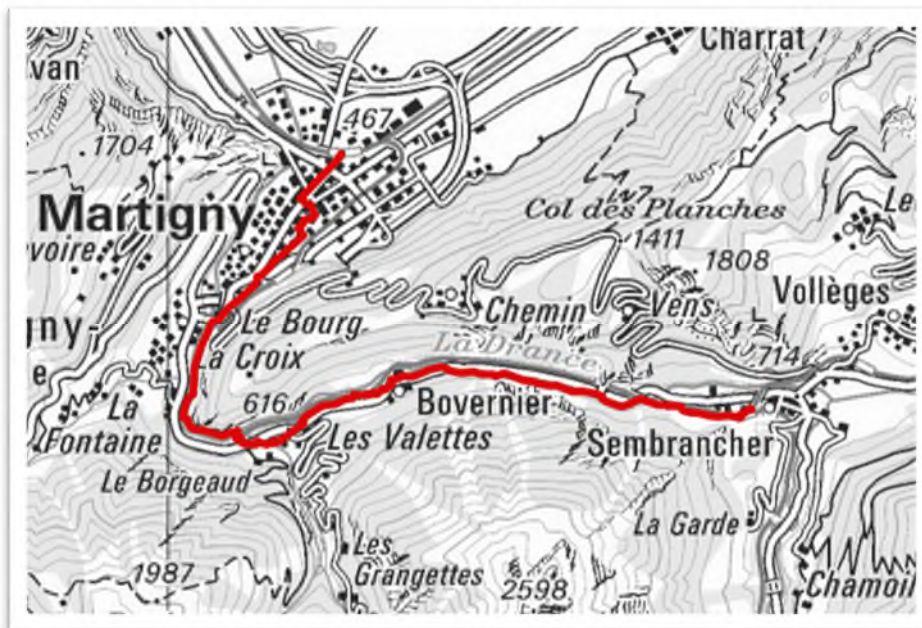 Charrat
.van
467
1704
Martigny
Col des Planches
Le
voire
1411
1808
Vens
Vollèges
Chemin
gny-
Le Bourg
La Drance
714
e
La Croix
616
La
Fontaine
Bovernier
Les Valettes
Sembrancher
Le Borgeaud
La Garde
Les
Grangettes
1987
2598
Chamoi